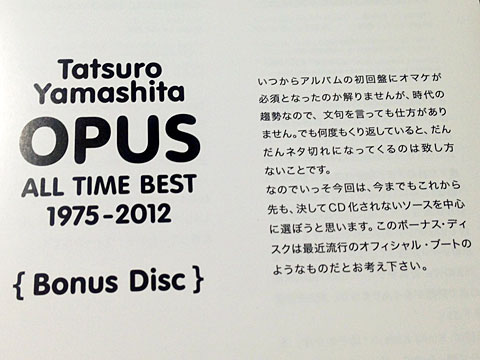 Tatsuro
Yamashita
OPUS
ALL TIME BEST
1975-2012
{ Bonus Disc }
いつからアルバムの初回盤にオマケが
必須となったのか解りませんが、時代の
趨勢なので、文句を言っても仕方があり
ません。でも何度もくり返していると、だん
だんネタ切れになってくるのは致し方
ないことです。
なのでいっそ今回は、今までもこれから
先も、決してCD化されないソースを中心
に選ぼうと思います。このボーナス・ディ
スクは最近流行のオフィシャル・ブートの
ようなものだとお考え下さい。